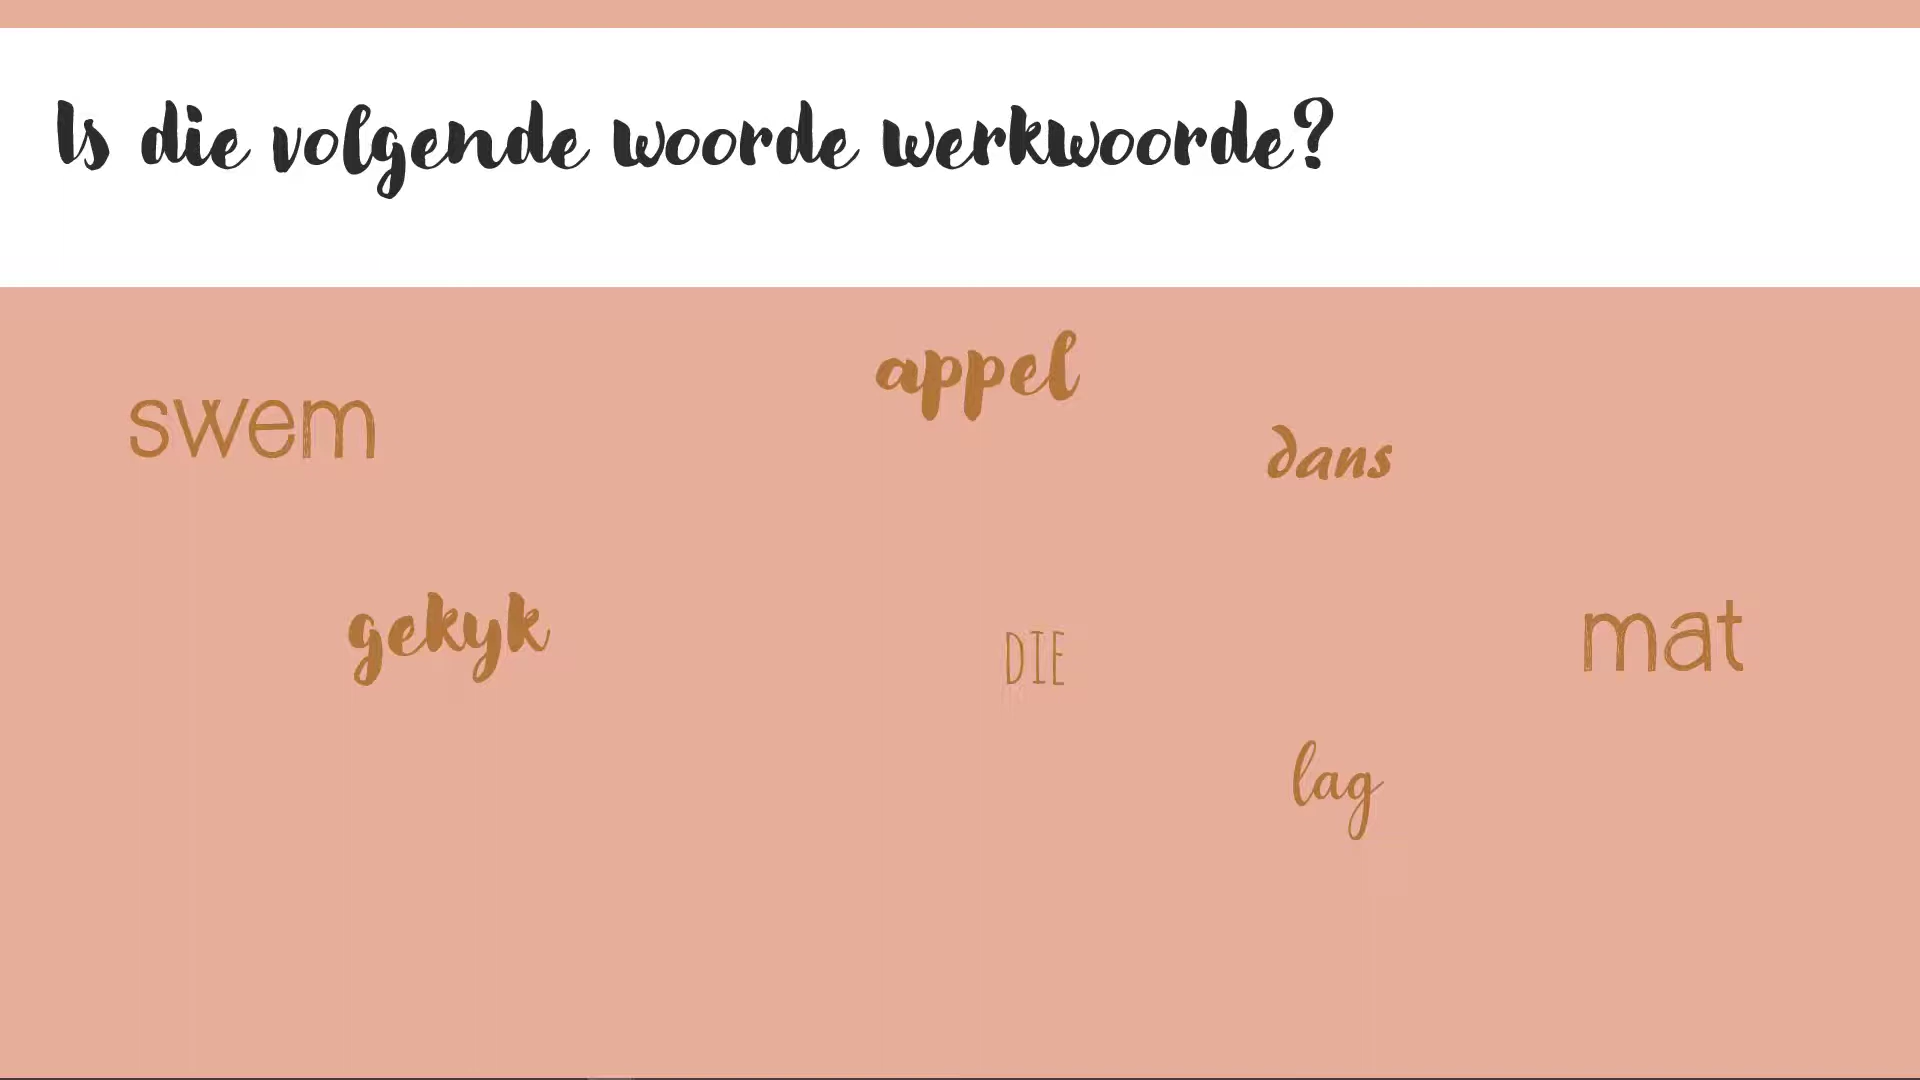 Is die volgende woorde werkwoorde?
appel
swem
dans
gekyk
DIE
mat
lag